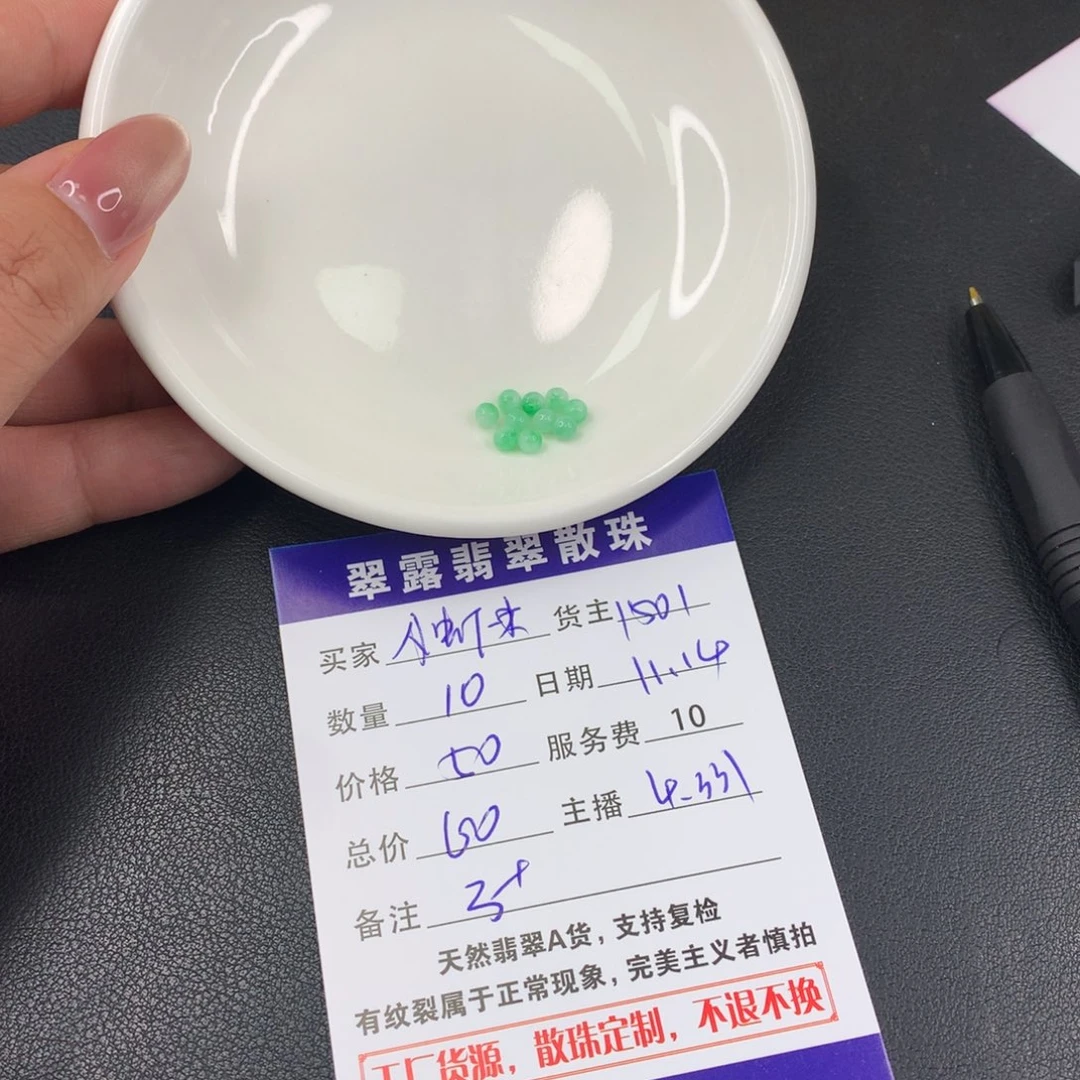 翠露翡翠散珠
买家 货主 1501
数量 10 日期 11.14
价格 50 服务费 10
总价 60 主播 4-331
备注 3+
天然翡翠A货，支持复检
有纹裂属于正常现象，完美主义者慎拍
工厂货源，散珠定制，不退不换